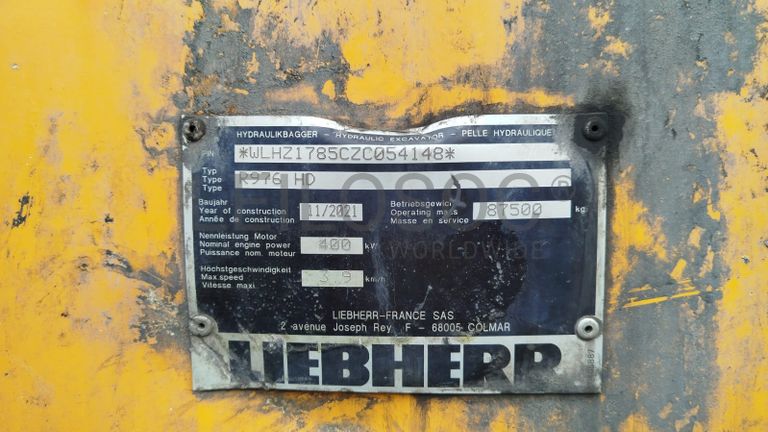 HYDRAULIKBAGGER - HYDRAULIC EXCAVATOR - PELLE HYDRAULIQUE
PIN *WLHZ1785CZC054148*
Typ
Type R976 HD
Type
Baujahr
Year of construction 11/2021
Année de construction
Betriebsgewicht
Operating mass 87500 kg
Masse en service
Nennleistung Motor
Nominal engine power 400 kW
Puissance nom. moteur
Höchstgeschwindigkeit
Max.speed 3.9 km/h
Vitesse maxi.
WORLDWIDE
LIEBHERR-FRANCE SAS
2 avenue Joseph Rey F - 68005 COLMAR
LIEBHERR